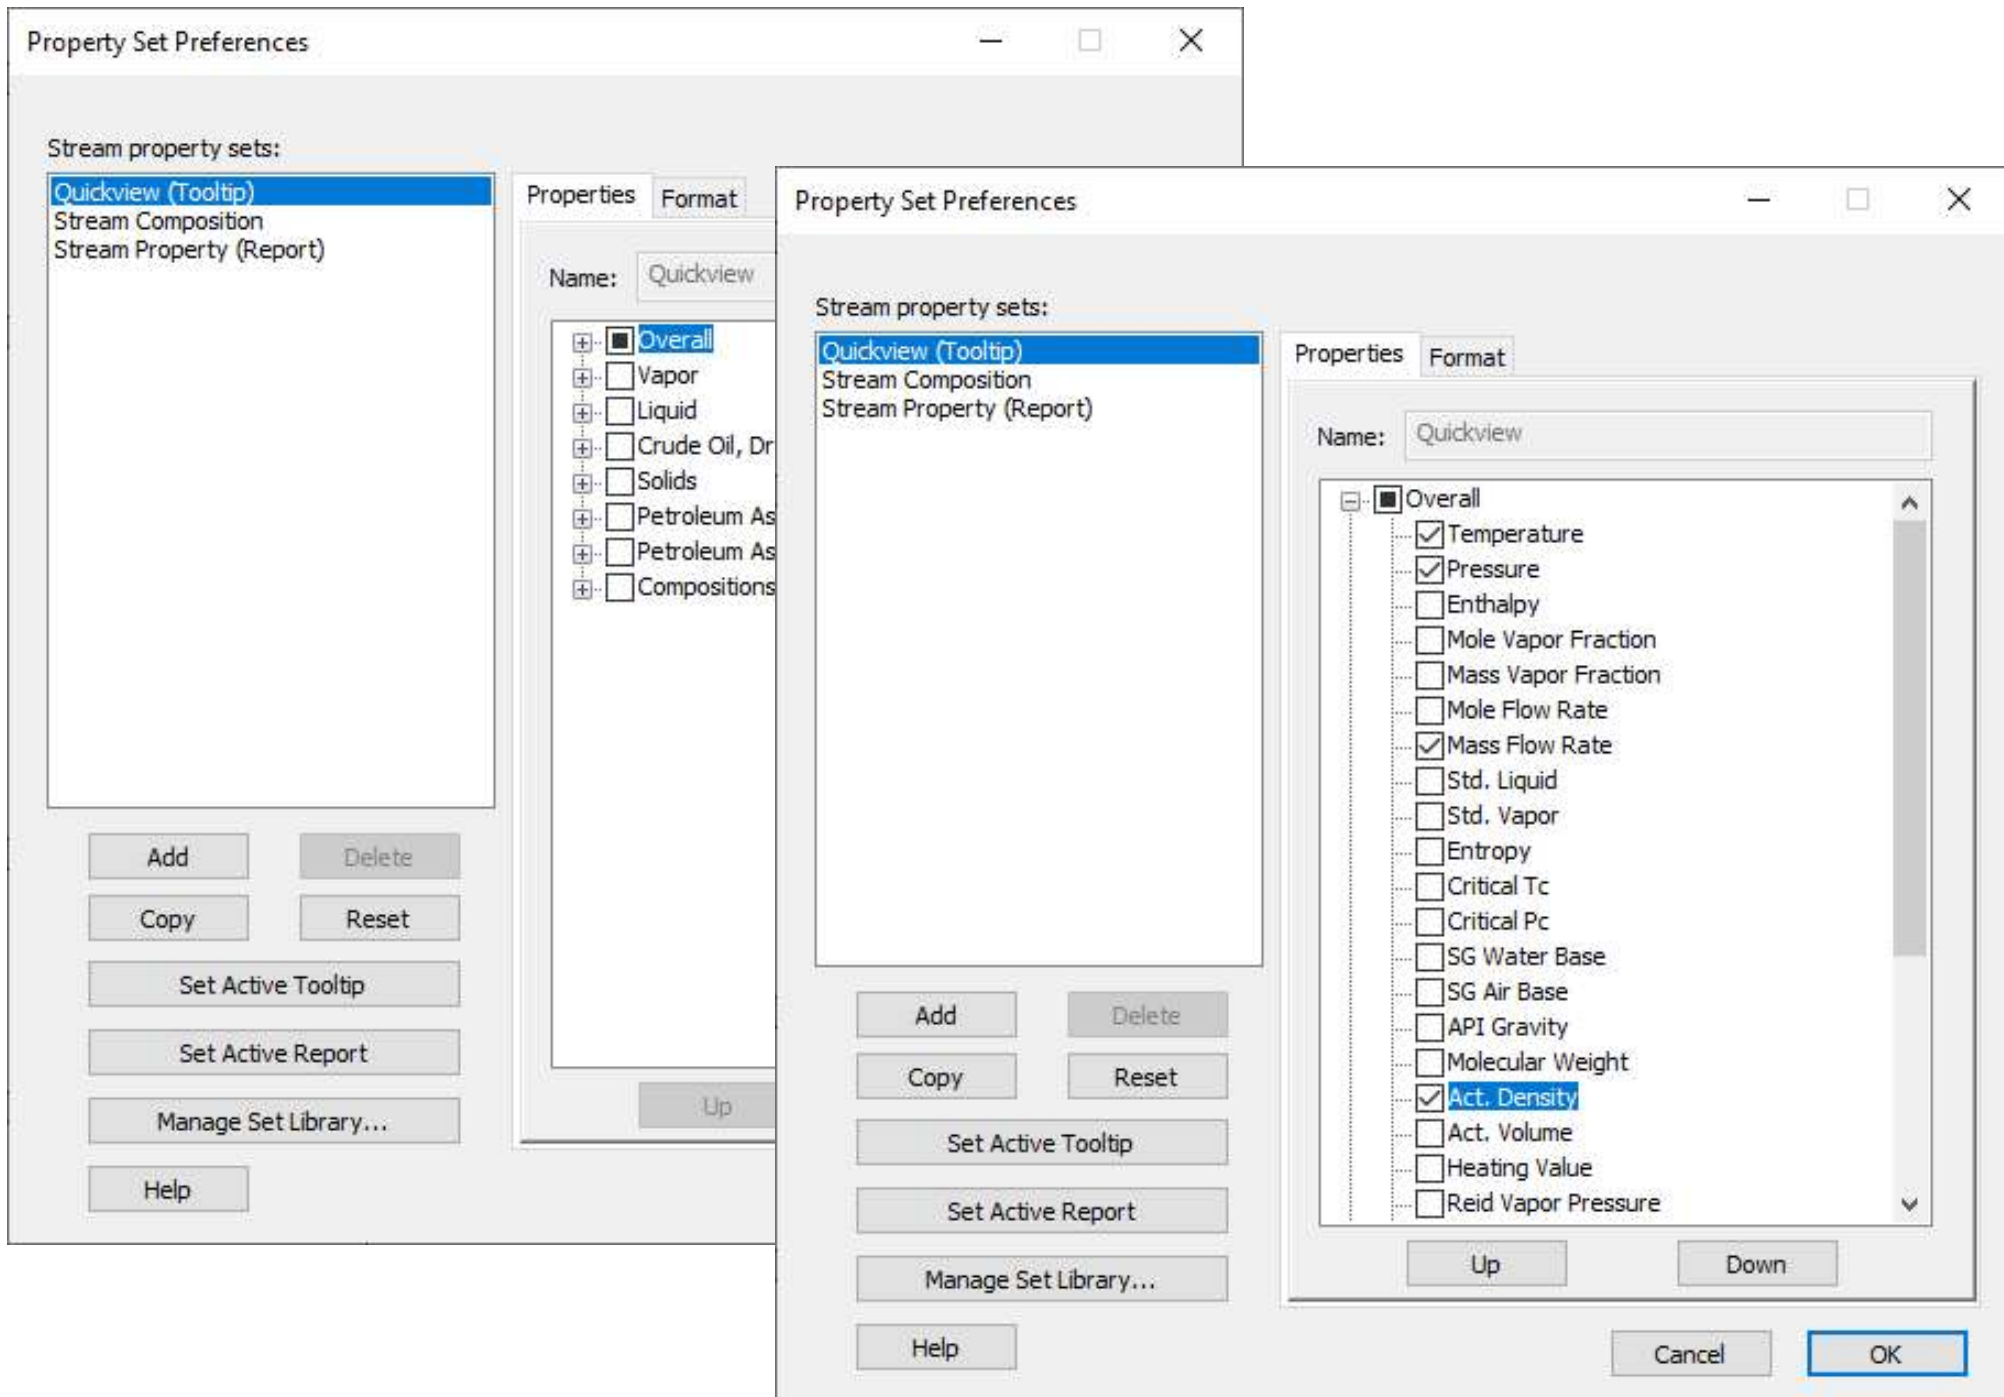 Property Set Preferences
Stream property sets:
Quickview (Tooltip)
Stream Composition
Stream Property (Report)
Add
Delete
Copy
Reset
Set Active Tooltip
Set Active Report
Manage Set Library...
Help
Properties
Format
Name:
Quickview
Overall
Vapor
Liquid
Crude Oil, Dr
Solids
Petroleum As
Petroleum As
Compositions
Up
Property Set Preferences
Stream property sets:
Quickview (Tooltip)
Stream Composition
Stream Property (Report)
Add
Delete
Copy
Reset
Set Active Tooltip
Set Active Report
Manage Set Library...
Help
Properties
Format
Name:
Quickview
Overall
Temperature
Pressure
Enthalpy
Mole Vapor Fraction
Mass Vapor Fraction
Mole Flow Rate
Mass Flow Rate
Std. Liquid
Std. Vapor
Entropy
Critical Tc
Critical Pc
SG Water Base
SG Air Base
API Gravity
Molecular Weight
Act. Density
Act. Volume
Heating Value
Reid Vapor Pressure
Up
Down
Cancel
OK